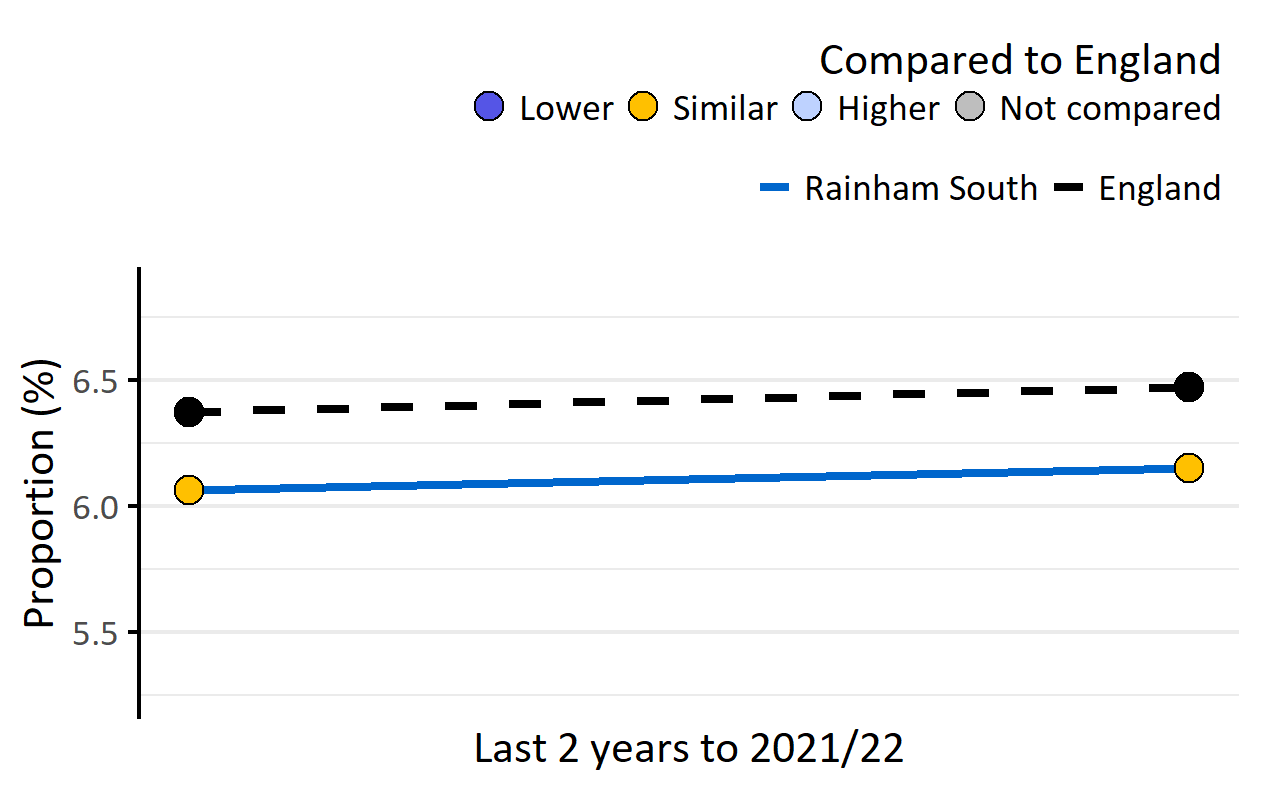 Compared to England
Lower Similar Higher Not compared
Rainham South England
Proportion (%)
6.5
6.0
5.5
Last 2 years to 2021/22